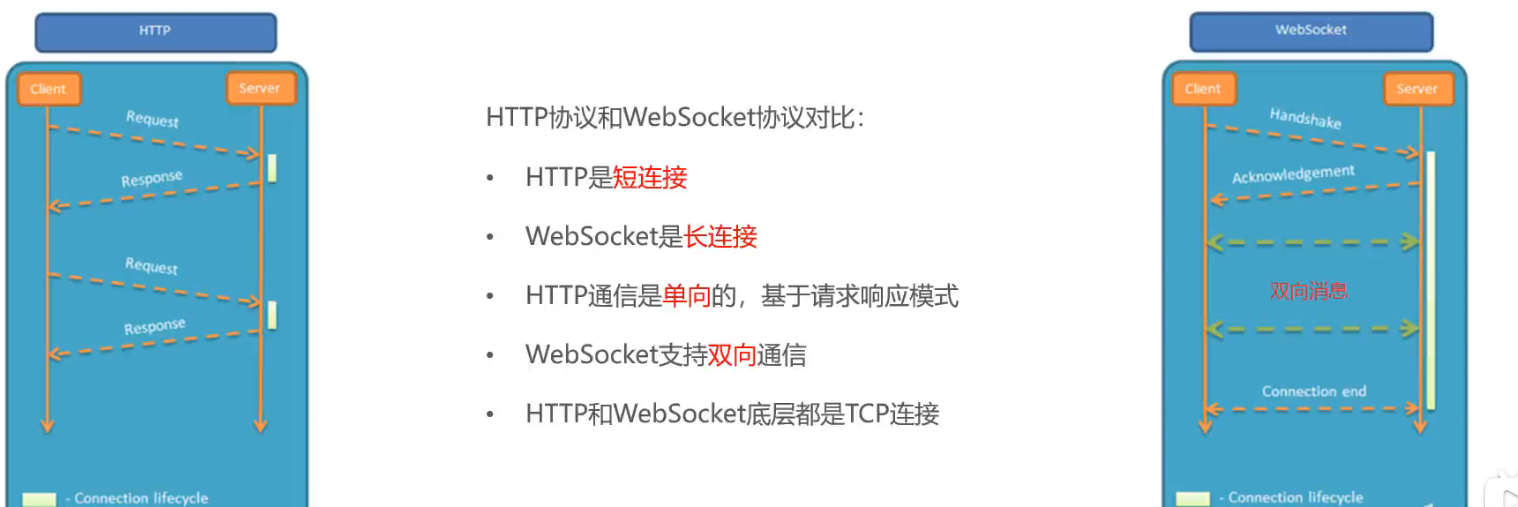 HTTP
Client
Server
Request
Response
Request
Response
- Connection lifecycle
HTTP协议和WebSocket协议对比：
• HTTP是短连接
• WebSocket是长连接
• HTTP通信是单向的，基于请求响应模式
• WebSocket支持双向通信
• HTTP和WebSocket底层都是TCP连接
WebSocket
Client
Server
Handshake
Acknowledgement
双向消息
Connection end
- Connection lifecycle